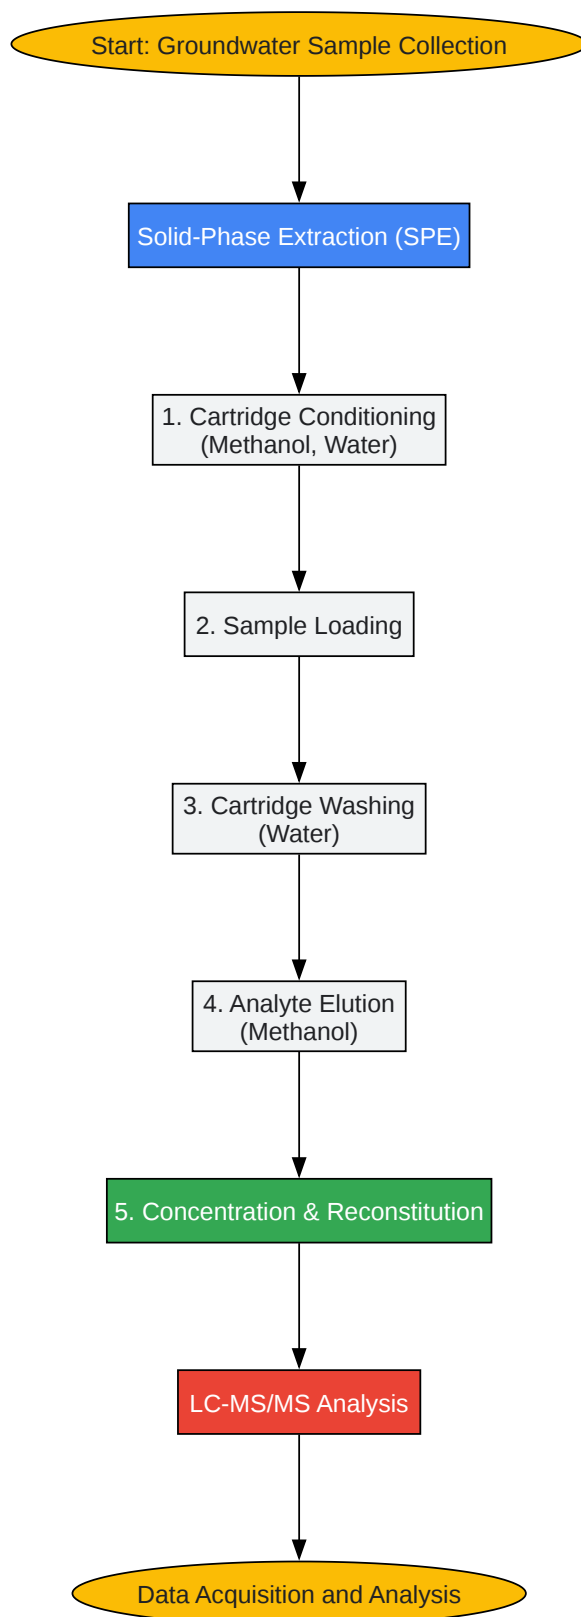 Start: Groundwater Sample Collection
Solid-Phase Extraction (SPE)
1. Cartridge Conditioning
(Methanol, Water)
2. Sample Loading
3. Cartridge Washing
(Water)
4. Analyte Elution
(Methanol)
5. Concentration & Reconstitution
LC-MS/MS Analysis
Data Acquisition and Analysis